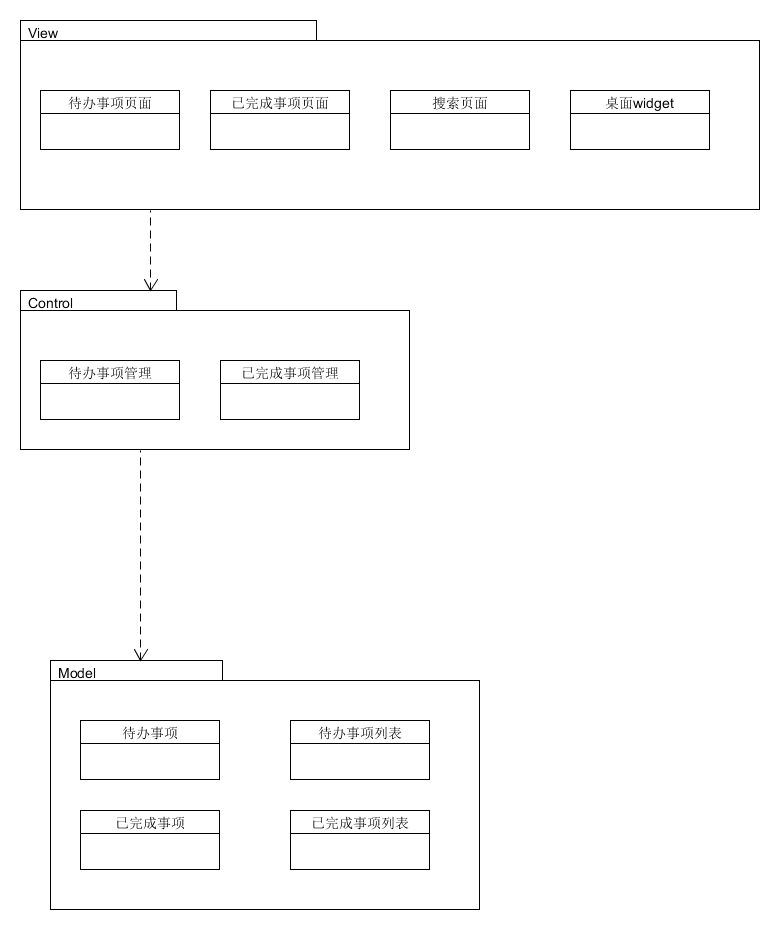 View
待办事项页面
已完成事项页面
搜索页面
桌面widget
Control
待办事项管理
已完成事项管理
Model
待办事项
待办事项列表
已完成事项
已完成事项列表